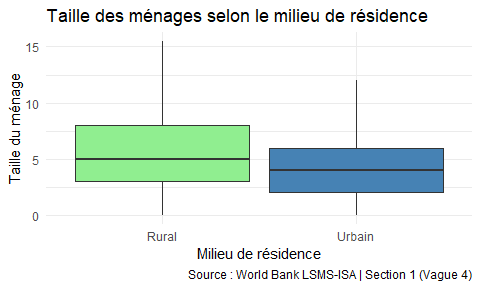 Taille des ménages selon le milieu de résidence
Taille du ménage
15
10
5
0
Rural
Urbain
Milieu de résidence
Source : World Bank LSMS-ISA | Section 1 (Vague 4)